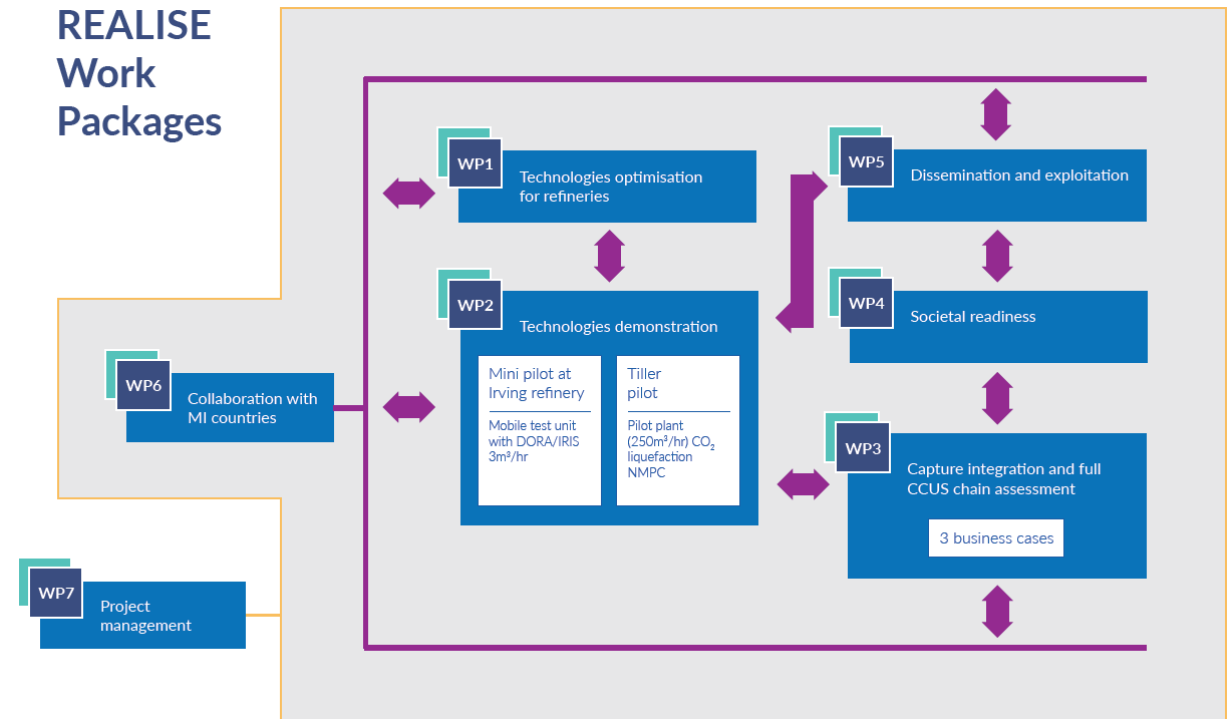 REALISE
Work
Packages
WP1
Technologies optimisation
for refineries
WP2
Technologies demonstration
Mini pilot at
Irving refinery
Mobile test unit
with DORA/IRIS
3m³/hr
Tiller
pilot
Pilot plant
(250m³/hr) CO₂
liquefaction
NMPC
WP5
Dissemination and exploitation
WP4
Societal readiness
WP3
Capture integration and full
CCUS chain assessment
3 business cases
WP6
Collaboration with
MI countries
WP7
Project
management